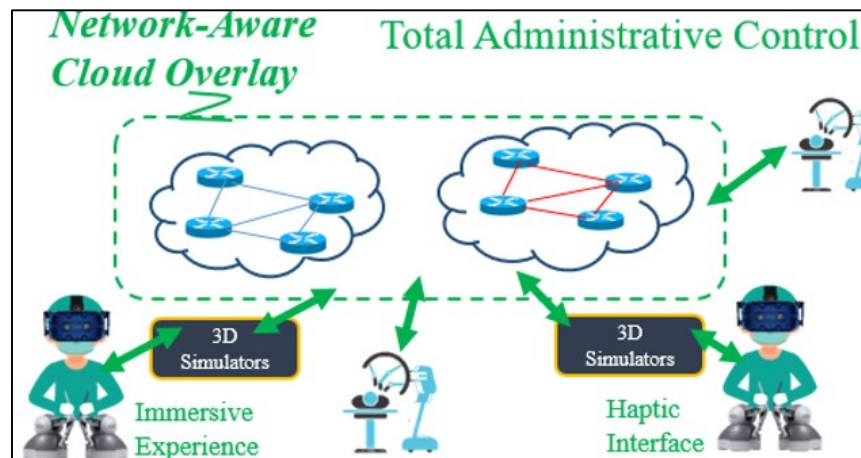 Network-Aware
Cloud Overlay
Total Administrative Control
3D
Simulators
3D
Simulators
Immersive
Experience
Haptic
Interface